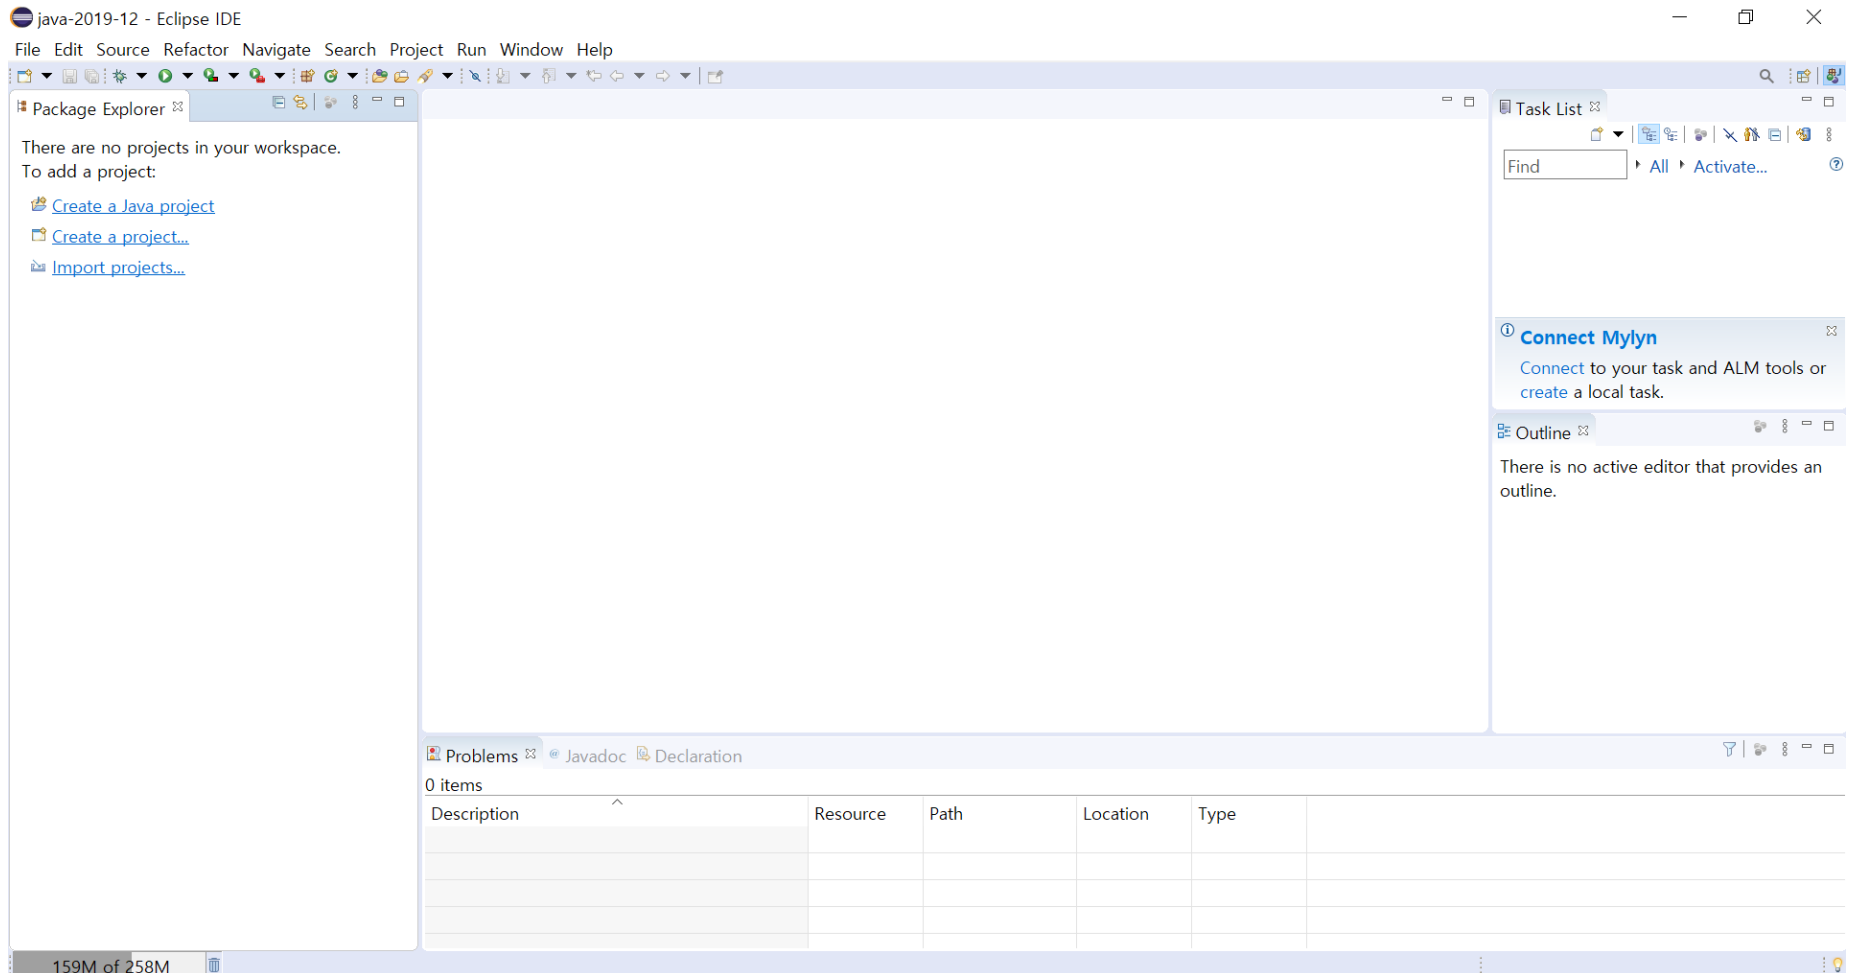 java-2019-12 - Eclipse IDE
File Edit Source Refactor Navigate Search Project Run Window Help
Package Explorer
There are no projects in your workspace.
To add a project:
Create a Java project
Create a project...
Import projects...
Task List
Find
All
Activate...
Connect Mylyn
Connect to your task and ALM tools or
create a local task.
Outline
There is no active editor that provides an
outline.
Problems
Javadoc
Declaration
0 items
Description Resource Path Location Type
159M of 258M